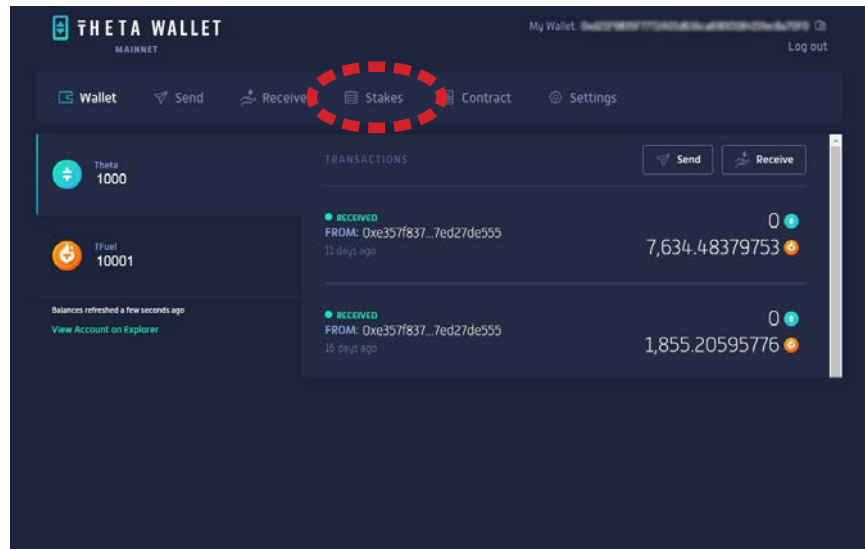 THETA WALLET
MAINNET
My Wallet:
Log out
Wallet Send Receive Stakes Contract Settings
Theta
1000
TFuel
10001
Balances refreshed a few seconds ago
View Account on Explorer
TRANSACTIONS
Send Receive
RECEIVED
FROM: 0xe357f837...7ed27de555
11 days ago
0
7,634.48379753
RECEIVED
FROM: 0xe357f837...7ed27de555
16 days ago
0
1,855.20595776